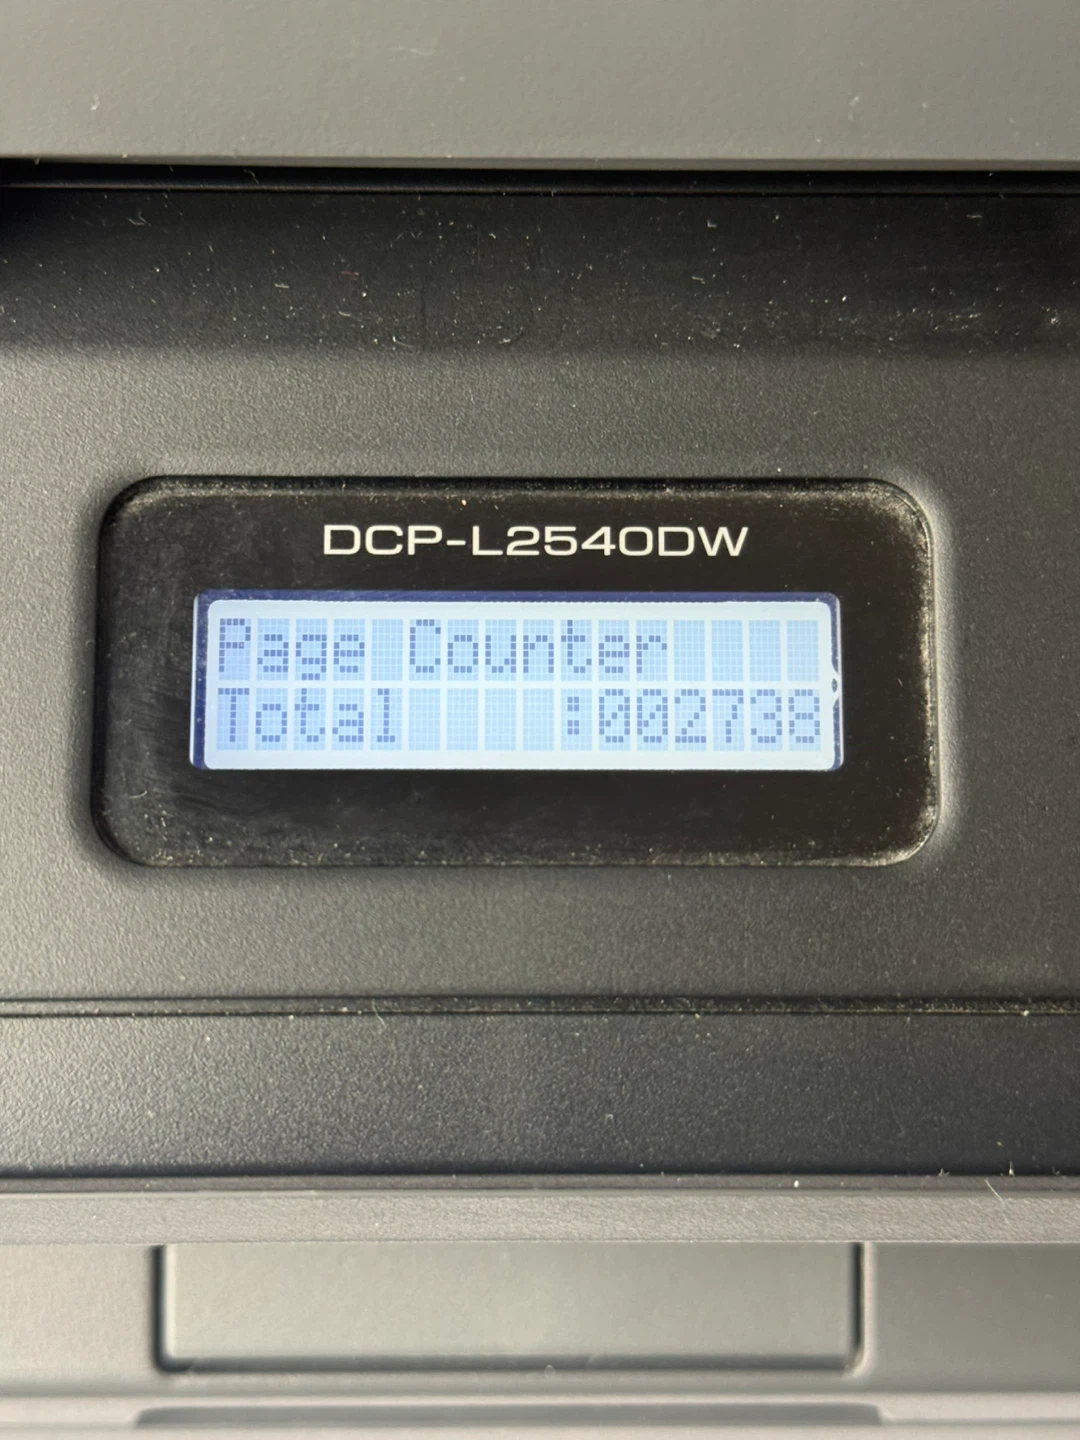 DCP-L2540DW
Page Counter
Total    :002738